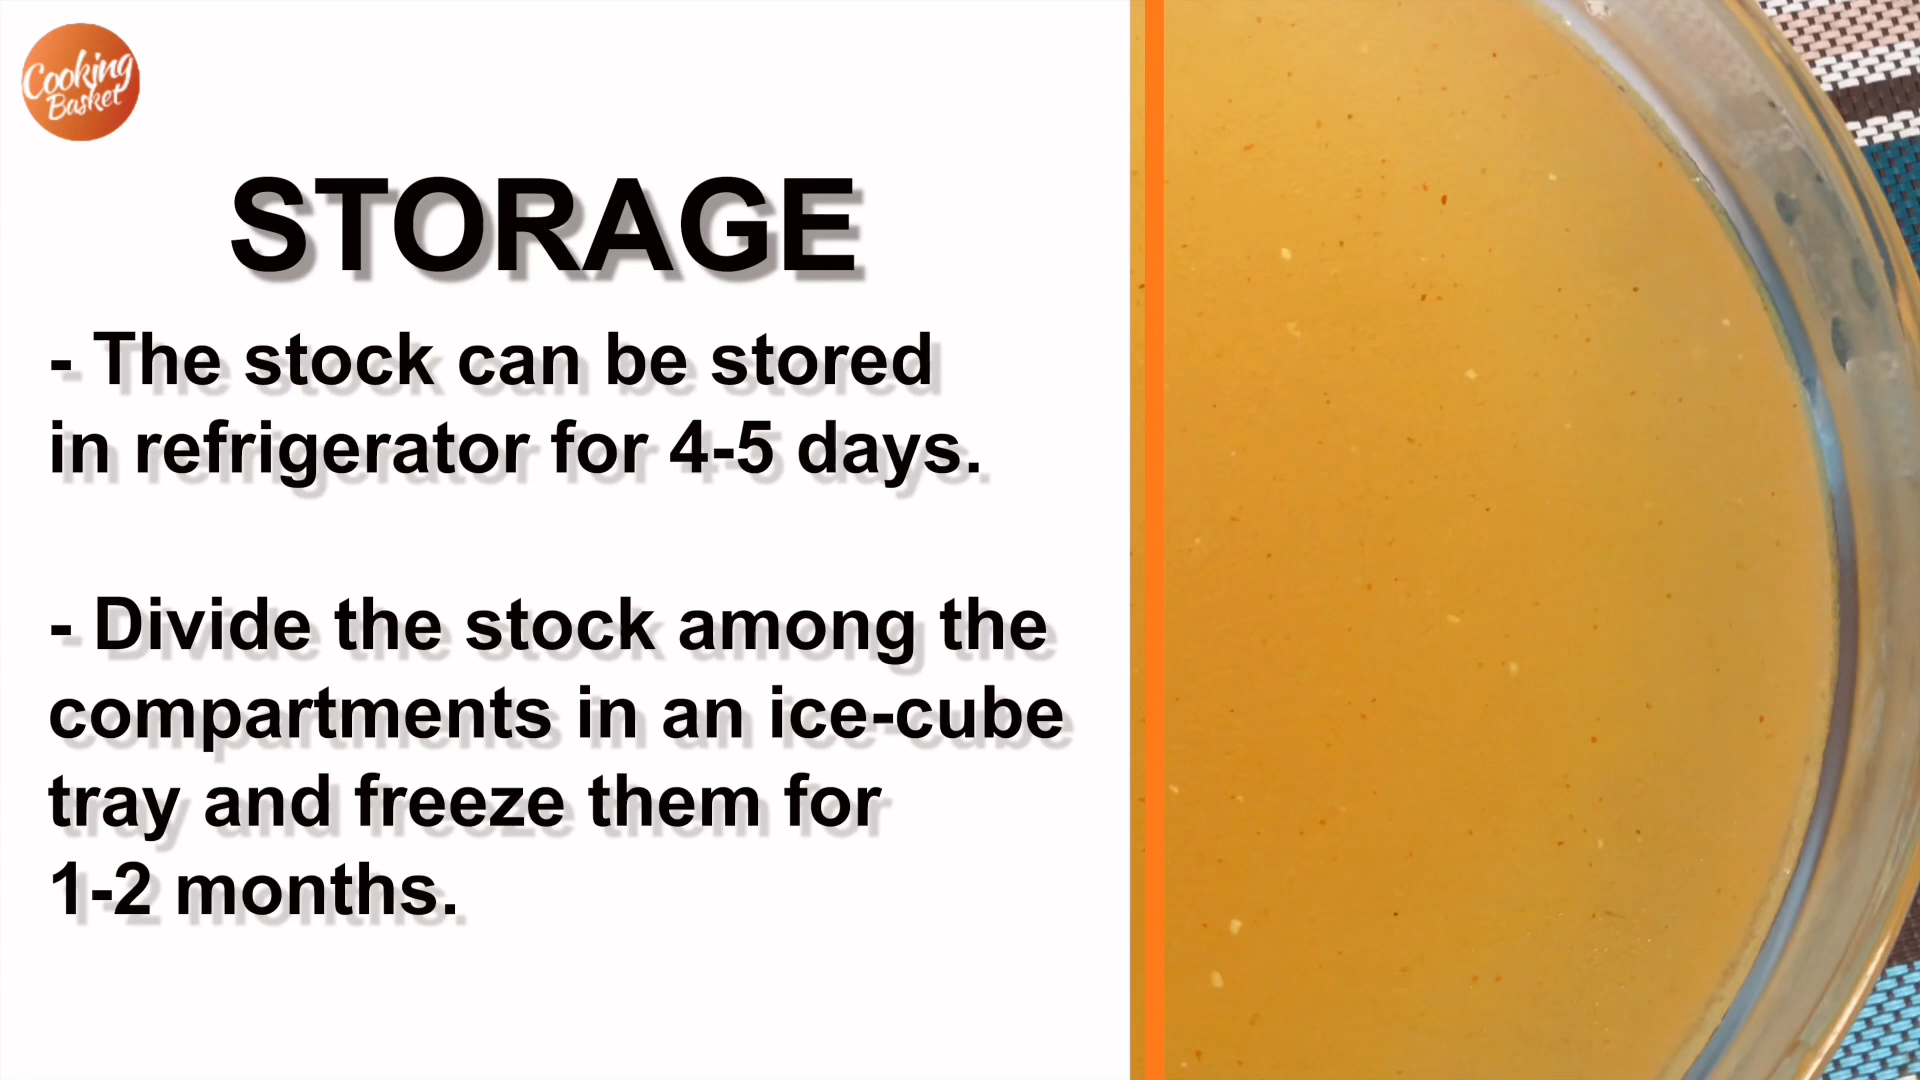 Cooking
Basket
STORAGE
- The stock can be stored
in refrigerator for 4-5 days.
- Divide the stock among the
compartments in an ice-cube
tray and freeze them for
1-2 months.